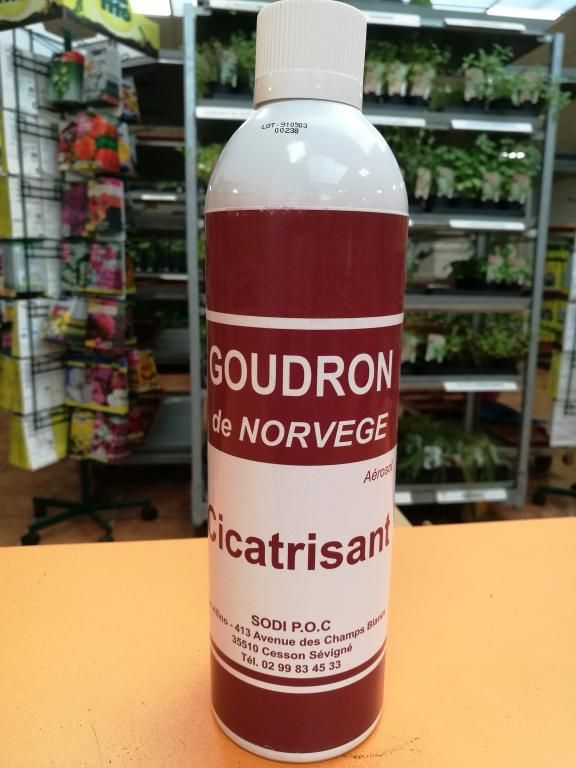 LOT:910503
00238
GOUDRON
de NORVEGE
Aérosol
Cicatrisant
SODI P.O.C
- 413 Avenue des Champs Blancs
35510 Cesson Sévigné
Tél. 02 99 83 45 33